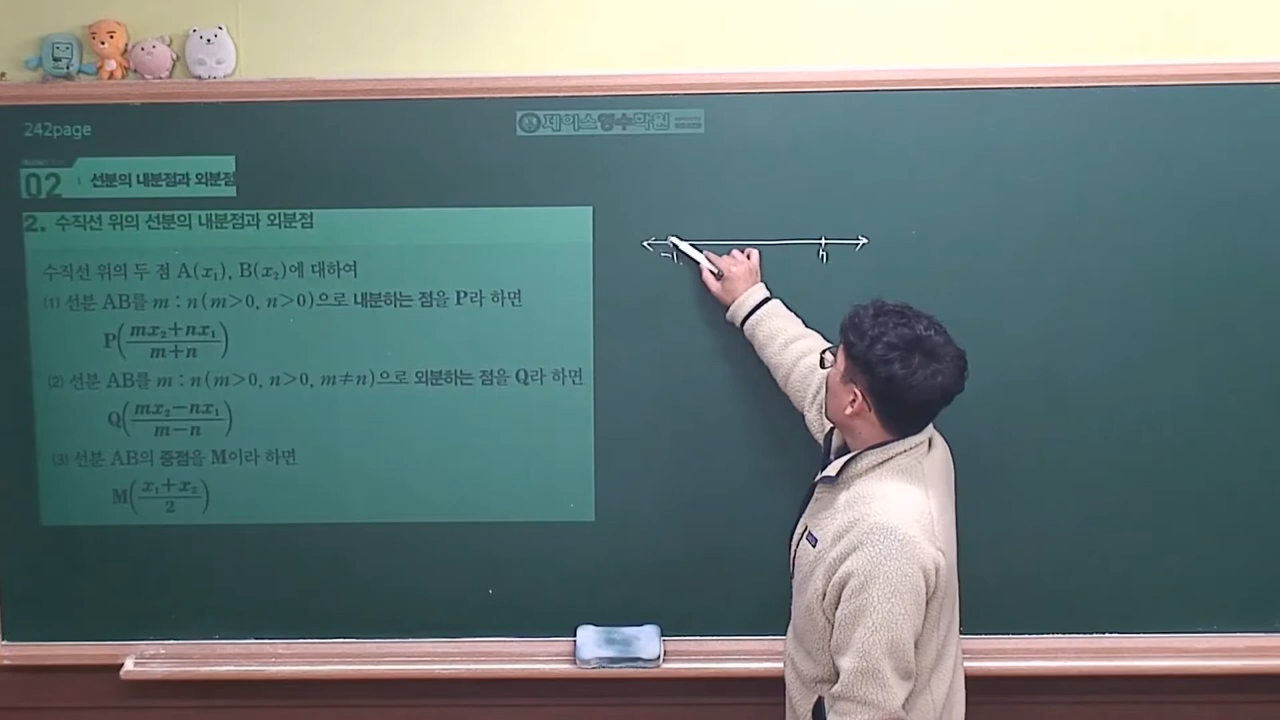 242page
제이스영수학원
02 선분의 내분점과 외분점
2. 수직선 위의 선분의 내분점과 외분점
수직선 위의 두 점 A(x₁), B(x₂)에 대하여
(1) 선분 AB를 m : n(m>0, n>0)으로 내분하는 점을 P라 하면
P((mx₂+nx₁)/(m+n))
(2) 선분 AB를 m : n(m>0, n>0, m≠n)으로 외분하는 점을 Q라 하면
Q((mx₂−nx₁)/(m−n))
(3) 선분 AB의 중점을 M이라 하면
M((x₁+x₂)/2)